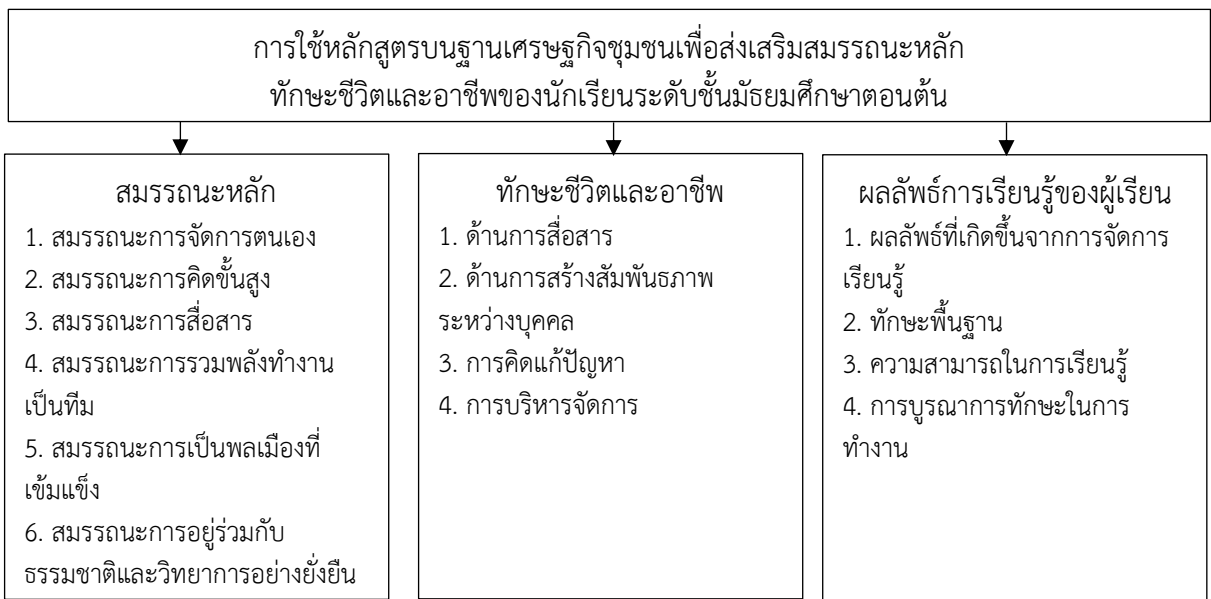 การใช้หลักสูตรบนฐานเศรษฐกิจชุมชนเพื่อส่งเสริมสมรรถนะหลัก
ทักษะชีวิตและอาชีพของนักเรียนระดับชั้นมัธยมศึกษาตอนต้น
สมรรถนะหลัก
1. สมรรถนะการจัดการตนเอง
2. สมรรถนะการคิดขั้นสูง
3. สมรรถนะการสื่อสาร
4. สมรรถนะการรวมพลังทำงาน
เป็นทีม
5. สมรรถนะการเป็นพลเมืองที่
เข้มแข็ง
6. สมรรถนะการอยู่ร่วมกับ
ธรรมชาติและวิทยาการอย่างยั่งยืน
ทักษะชีวิตและอาชีพ
1. ด้านการสื่อสาร
2. ด้านการสร้างสัมพันธภาพ
ระหว่างบุคคล
3. การคิดแก้ปัญหา
4. การบริหารจัดการ
ผลลัพธ์การเรียนรู้ของผู้เรียน
1. ผลลัพธ์ที่เกิดขึ้นจากการจัดการ
เรียนรู้
2. ทักษะพื้นฐาน
3. ความสามารถในการเรียนรู้
4. การบูรณาการทักษะในการ
ทำงาน